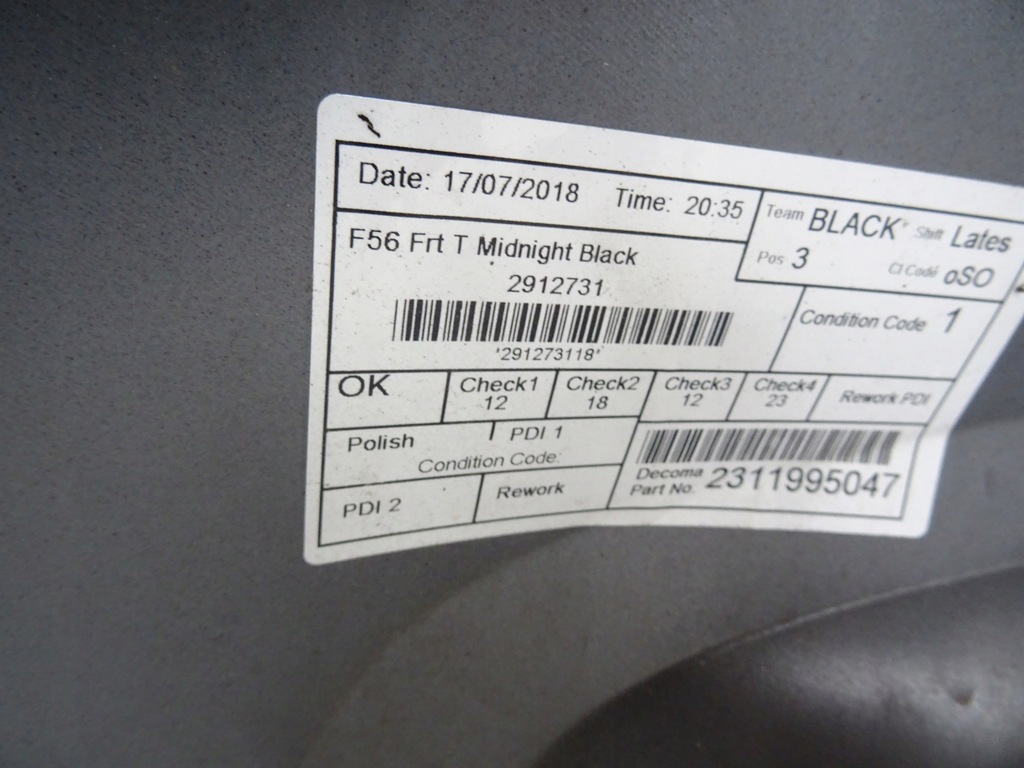 Date: 17/07/2018 Time: 20:35
Team BLACK* Shift Lates
Pos 3 CI Code oSO
F56 Frt T Midnight Black
2912731
*291273118*
Condition Code 1
OK Check1 Check2 Check3 Check4 Rework PDI
12 18 12 23
Polish PDI 1
Condition Code:
PDI 2 Rework
Decoma
Part No. 2311995047